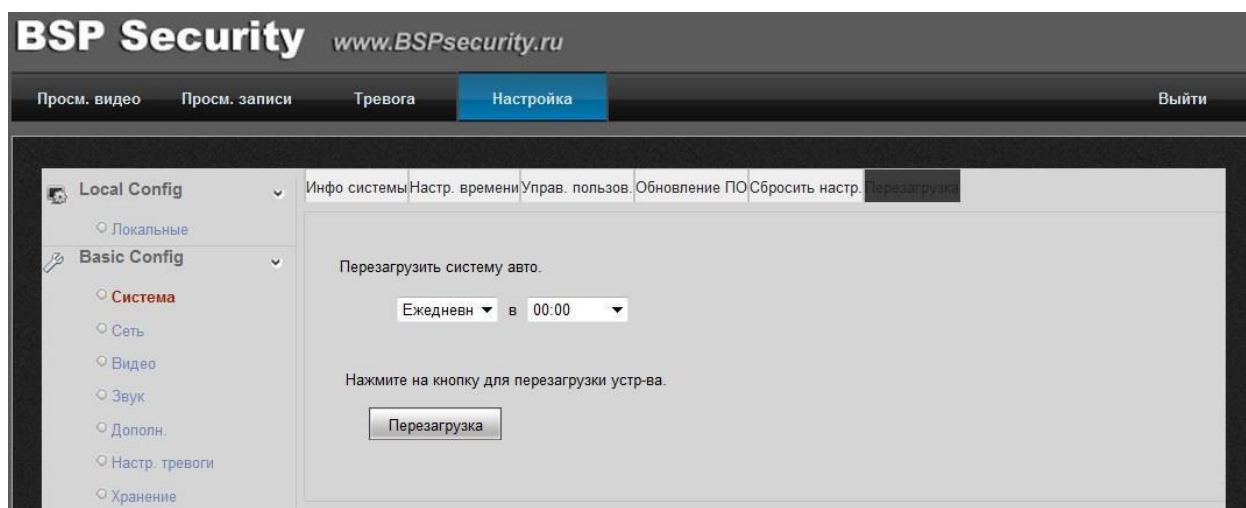 BSP Security www.BSPsecurity.ru
Просм. видео Просм. записи Тревога Настройка Выйти
Local Config
Локальные
Basic Config
Система
Сеть
Видео
Звук
Дополн.
Настр. тревоги
Хранение
Инфо системы Настр. времени Управ. пользов. Обновление ПО Сбросить настр. Перезагрузка
Перезагрузить систему авто.
Ежедневн в 00:00
Нажмите на кнопку для перезагрузки устр-ва.
Перезагрузка